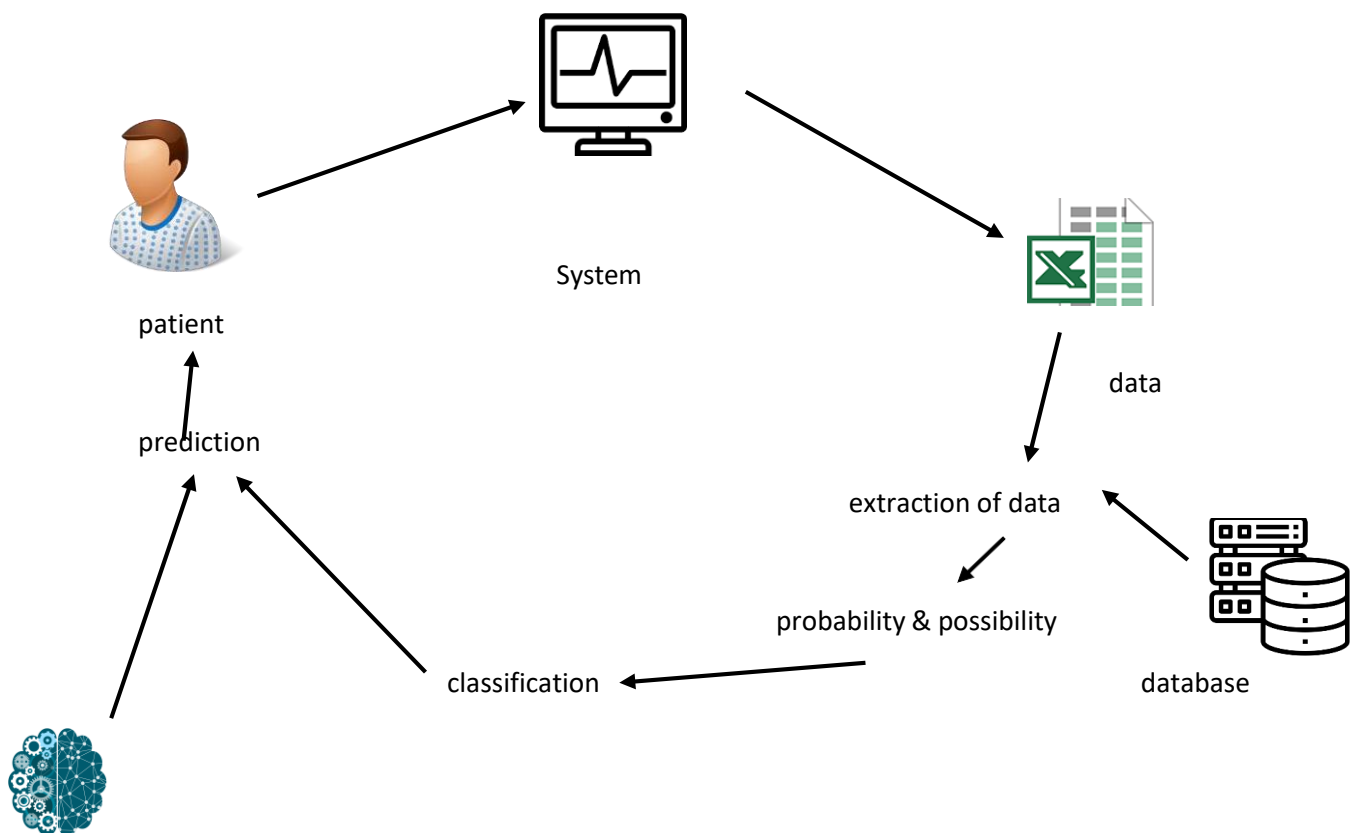 System
patient
data
prediction
extraction of data
probability & possibility
classification
database